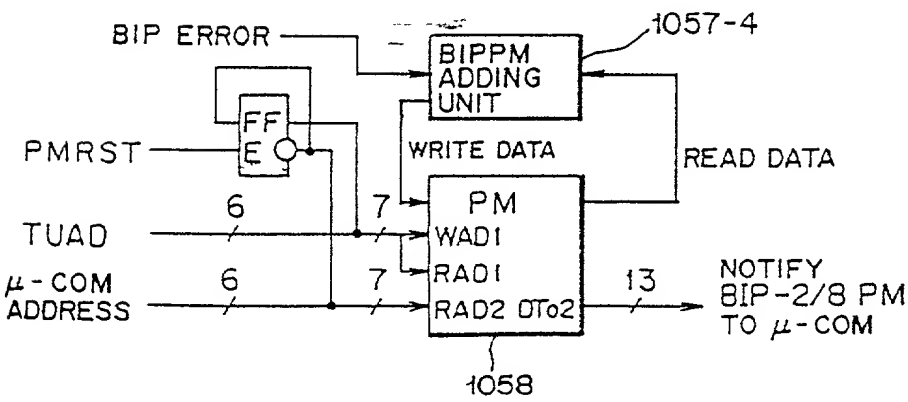 1057-4
BIP ERROR
BIPPM
ADDING
UNIT
FF
PMRST
E
WRITE DATA
READ DATA
6
7
PM
TUAD
WAD1
RAD1
μ-COM
ADDRESS
6
7
RAD2 DTo2
13
NOTIFY
BIP-2/8 PM
TO μ-COM
1058